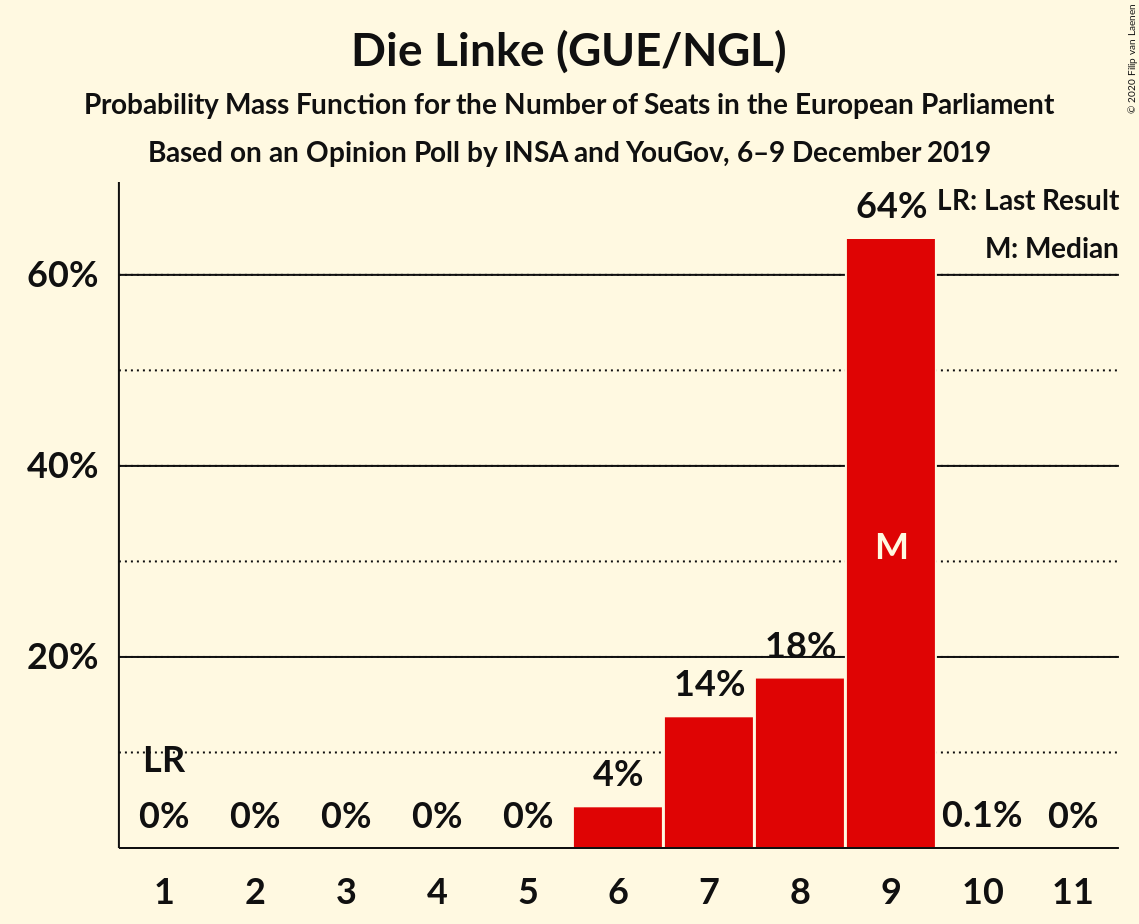 Die Linke (GUE/NGL)
Probability Mass Function for the Number of Seats in the European Parliament
Based on an Opinion Poll by INSA and YouGov, 6–9 December 2019
© 2020 Filip van Laenen
LR: Last Result
M: Median
60%
40%
20%
LR
0%
0%
0%
0%
0%
4%
14%
18%
64%
M
0.1%
0%
1 2 3 4 5 6 7 8 9 10 11